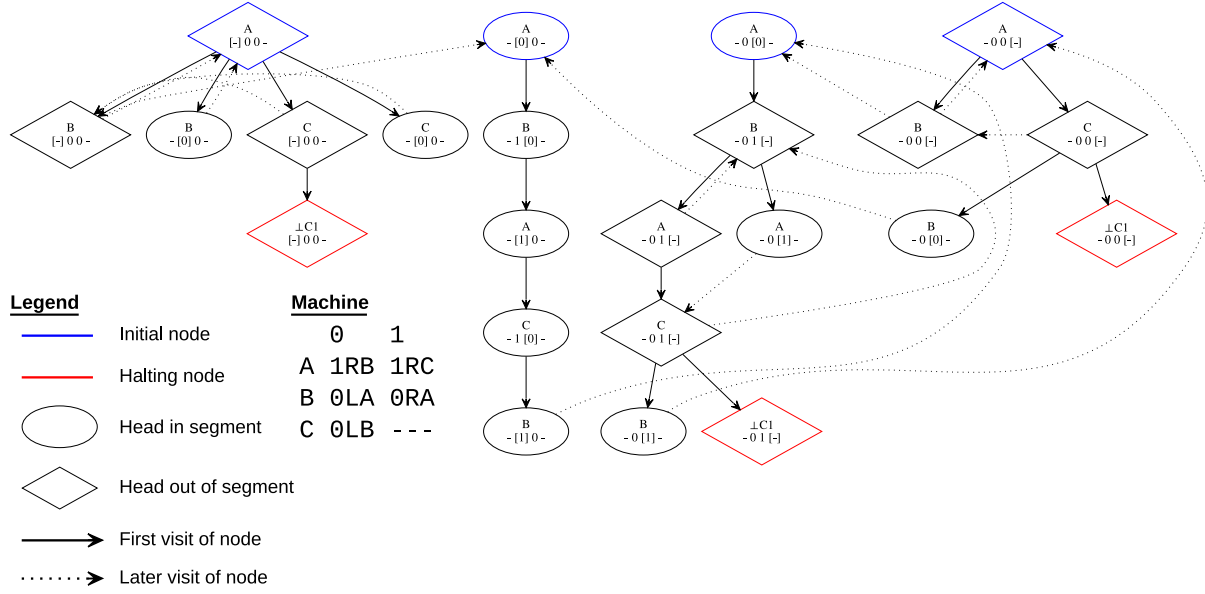 A
[-] 0 0 -
A
- [0] 0 -
A
- 0 [0] -
A
- 0 0 [-]
B
[-] 0 0 -
B
- [0] 0 -
C
[-] 0 0 -
C
- [0] 0 -
B
- 1 [0] -
B
- 0 1 [-]
B
- 0 0 [-]
C
- 0 0 [-]
⊥C1
[-] 0 0 -
A
- [1] 0 -
A
- 0 1 [-]
A
- 0 [1] -
B
- 0 [0] -
⊥C1
- 0 0 [-]
C
- 1 [0] -
C
- 0 1 [-]
B
- [1] 0 -
B
- 0 [1] -
⊥C1
- 0 1 [-]
Legend
Initial node
Halting node
Head in segment
Head out of segment
First visit of node
Later visit of node
Machine
0 1
A 1RB 1RC
B 0LA 0RA
C 0LB ---